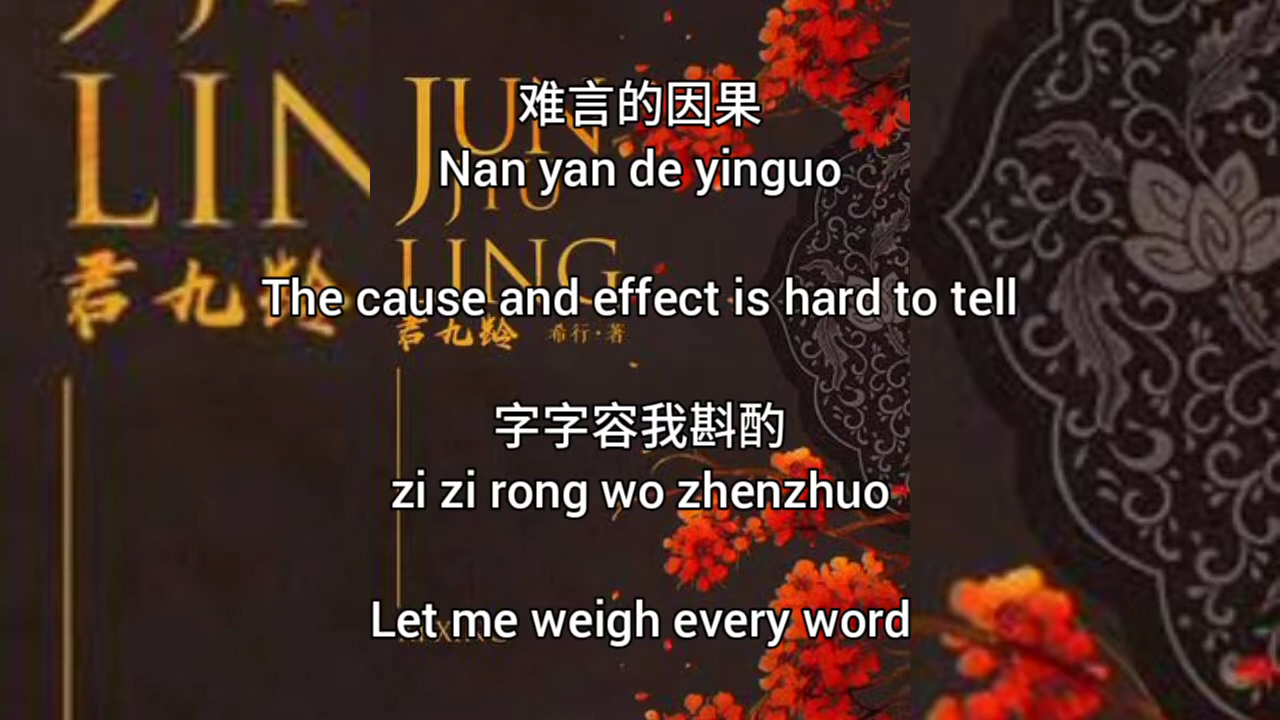 LIN
君九龄
JUN
JIU
LING
君九龄 希行·著
难言的因果
Nan yan de yinguo
The cause and effect is hard to tell
字字容我斟酌
zi zi rong wo zhenzhuo
Let me weigh every word